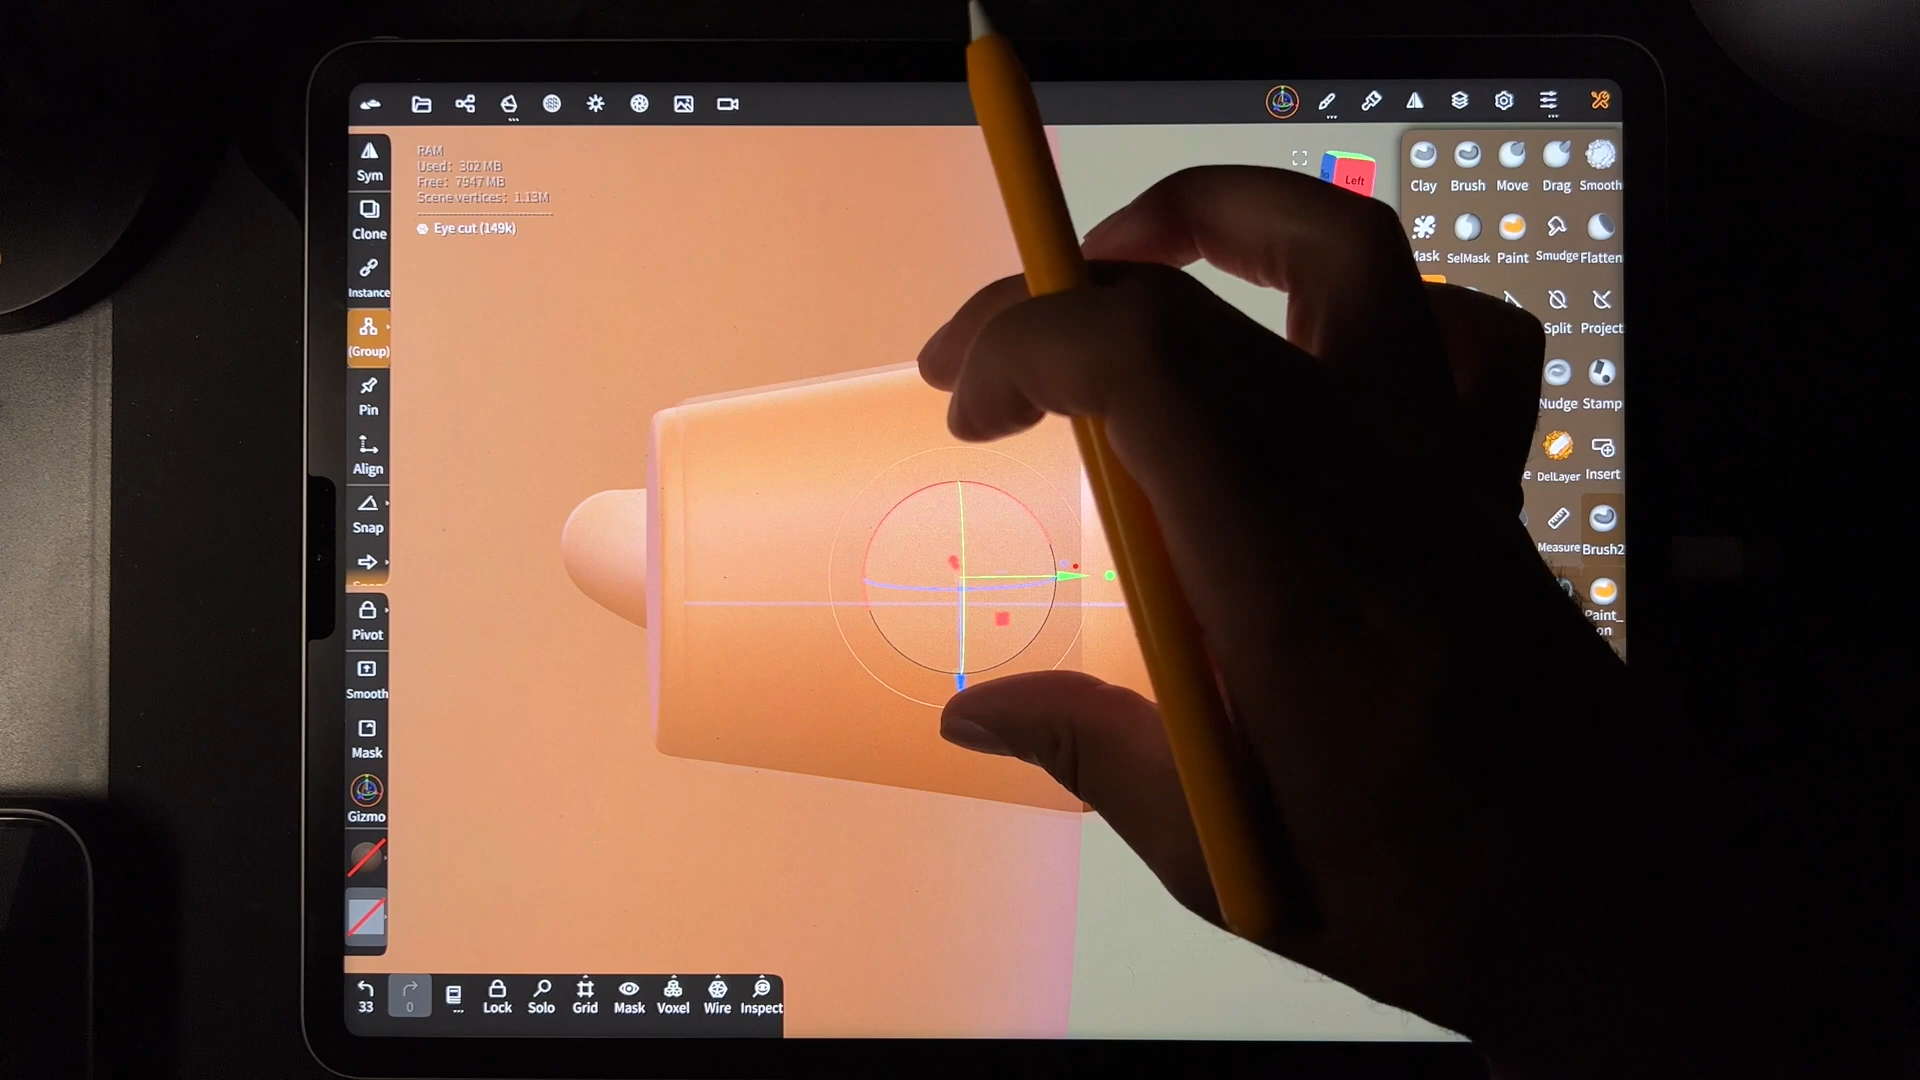 RAM
Used: 302 MB
Free: 7947 MB
Scene vertices: 1.13M
Eye cut (149k)
Sym
Clone
Instance
(Group)
Pin
Align
Snap
Pivot
Smooth
Mask
Gizmo
33
0
...
Lock
Solo
Grid
Mask
Voxel
Wire
Inspect
Left
Clay
Brush
Move
Drag
Smooth
Mask
SelMask
Paint
Smudge
Flatten
Split
Project
Nudge
Stamp
DelLayer
Insert
Measure
Brush2
Paint_